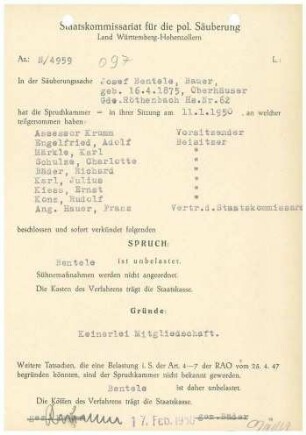 Staatskommissariat für die pol. Säuberung
Land Württemberg-Hohenzollern
Az: N/4959 097 L:
In der Säuberungssache Josef Bentele, Bauer,
geb. 16.4.1875, Oberhäuser
Gde.Röthenbach Hs.Nr.62
hat die Spruchkammer – in ihrer Sitzung am 11.1.1950 an welcher
teilgenommen haben:
Assessor Krumm Vorsitzender
Engelfried, Adolf Beisitzer
Märkle, Karl "
Schulze, Charlotte "
Bäder, Richard "
Karl, Julius "
Kiess, Ernst "
Kons, Rudolf "
Ang. Hauer, Franz Vertr.d.Staatskommissars
beschlossen und sofort verkündet folgenden
SPRUCH:
Bentele ist unbelastet.
Sühnemaßnahmen werden nicht angeordnet.
Die Kosten des Verfahrens trägt die Staatskasse.
Gründe:
Keinerlei Mitgliedschaft.
Weitere Tatsachen, die eine Belastung i. S. der Art. 4–7 der RAO vom 28. 4. 47
begründen könnten, sind der Spruchkammer nicht bekannt geworden.
Bentele ist daher unbelastet.
Die Kosten des Verfahrens trägt die Staatskasse.
17. Feb. 1950 gez. Bäder